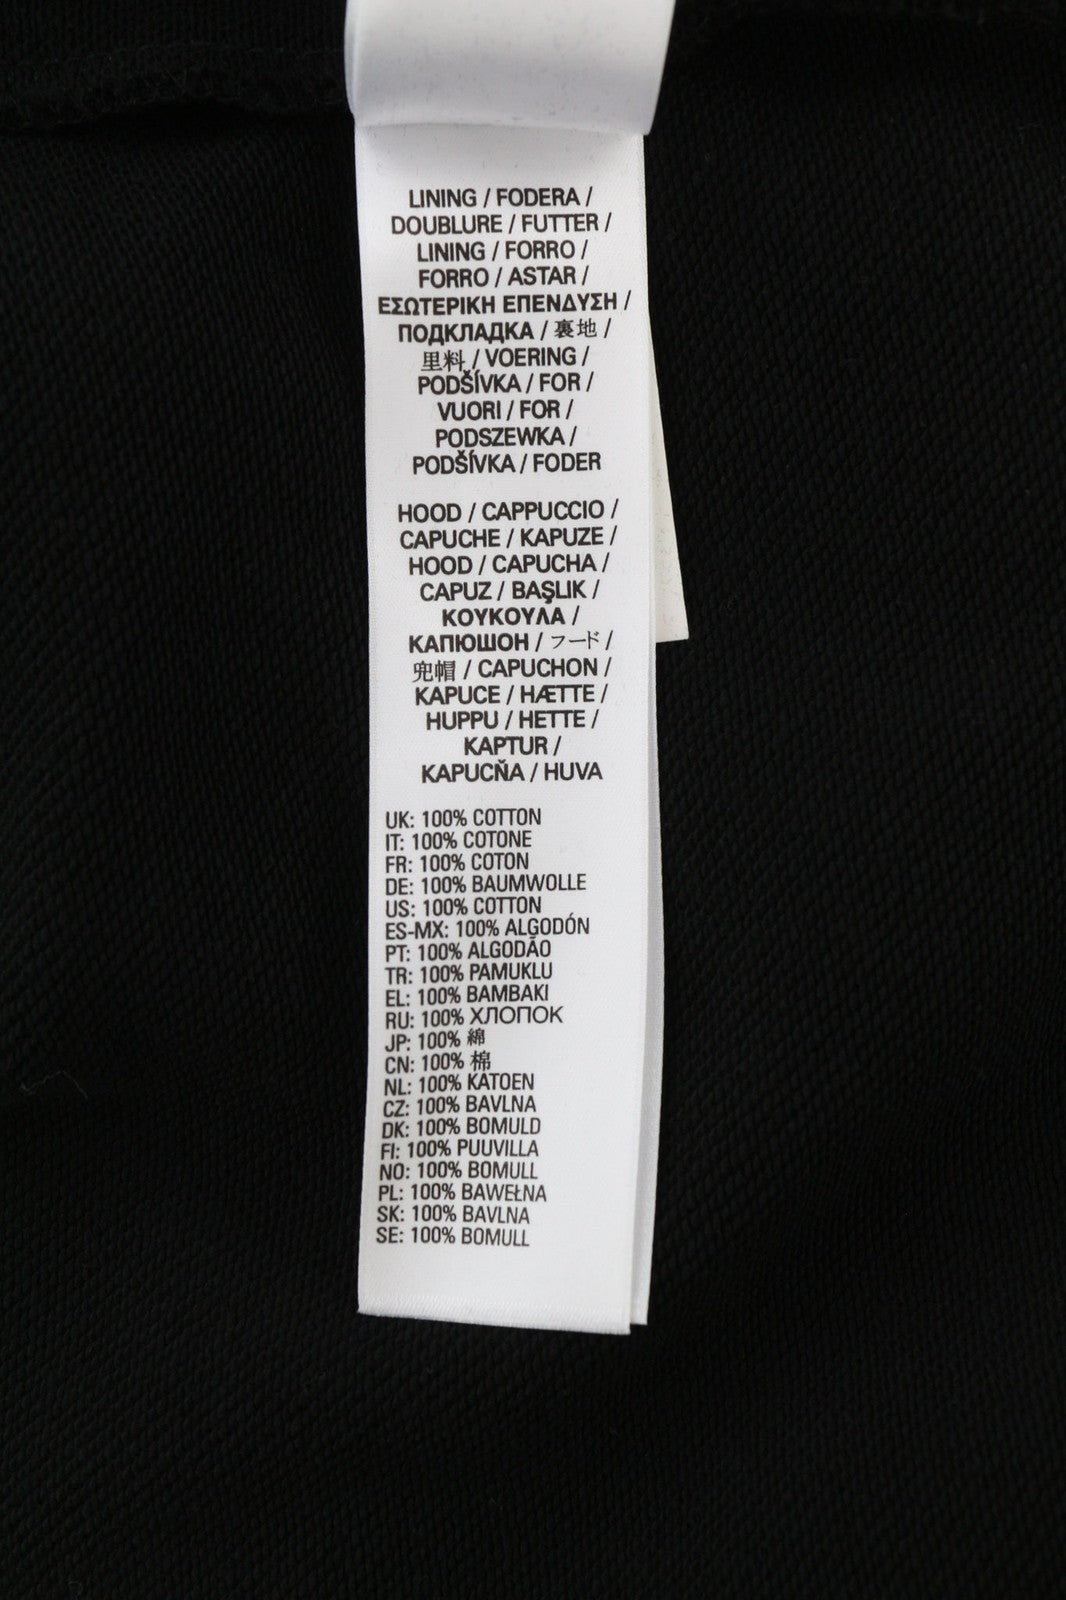 LINING / FODERA /
DOUBLURE / FUTTER /
LINING / FORRO /
FORRO / ASTAR /
ΕΣΩΤΕΡΙΚΗ ΕΠΕΝΔΥΣΗ /
ПОДКЛАДКА / 裏地 /
里料 / VOERING /
PODŠÍVKA / FOR /
VUORI / FOR /
PODSZEWKA /
PODŠÍVKA / FODER
HOOD / CAPPUCCIO /
CAPUCHE / KAPUZE /
HOOD / CAPUCHA /
CAPUZ / BAŞLIK /
ΚΟΥΚΟΥΛΑ /
КАПЮШОН / フード /
兜帽 / CAPUCHON /
KAPUCE / HÆTTE /
HUPPU / HETTE /
KAPTUR /
KAPUCŇA / HUVA
UK: 100% COTTON
IT: 100% COTONE
FR: 100% COTON
DE: 100% BAUMWOLLE
US: 100% COTTON
ES-MX: 100% ALGODÓN
PT: 100% ALGODÃO
TR: 100% PAMUKLU
EL: 100% ΒΑΜΒΑΚΙ
RU: 100% ХЛОПОК
JP: 100% 綿
CN: 100% 棉
NL: 100% KATOEN
CZ: 100% BAVLNA
DK: 100% BOMULD
FI: 100% PUUVILLA
NO: 100% BOMULL
PL: 100% BAWEŁNA
SK: 100% BAVLNA
SE: 100% BOMULL